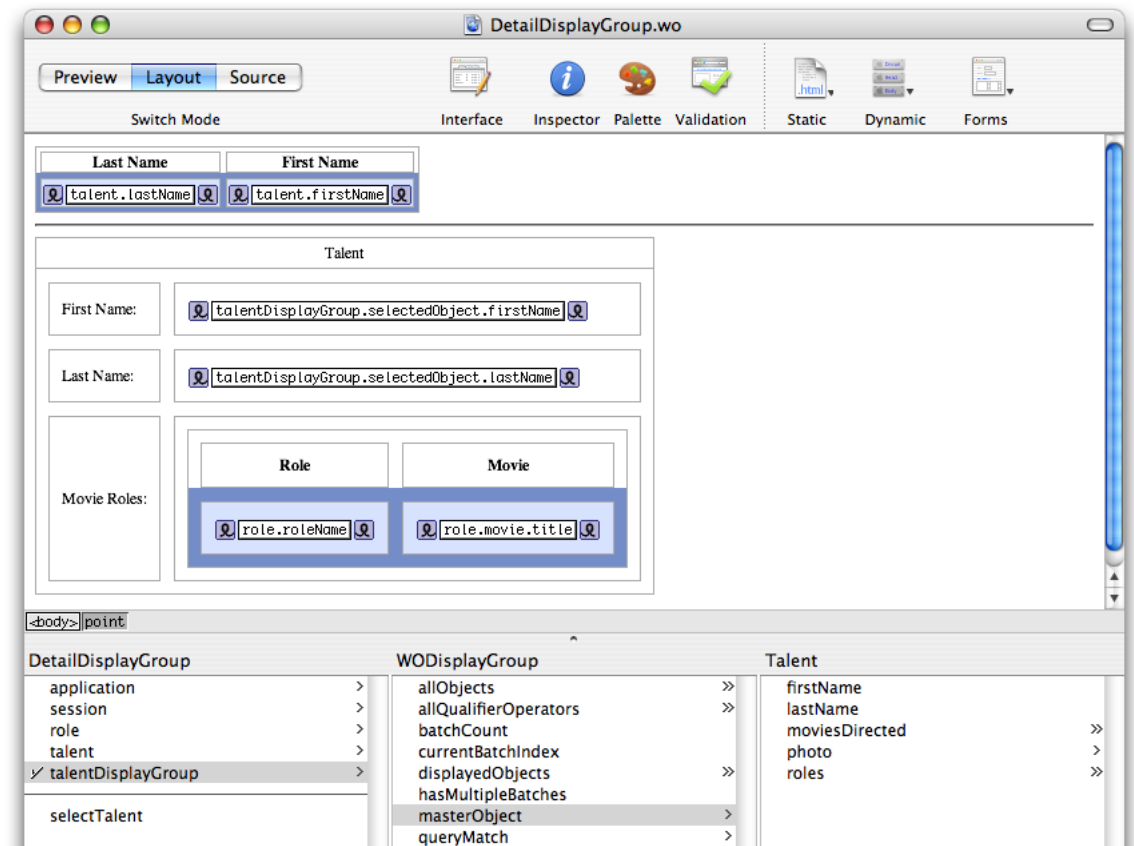 DetailDisplayGroup.wo
Preview Layout Source
.html
Switch Mode Interface Inspector Palette Validation Static Dynamic Forms
Last Name First Name
talent.lastName talent.firstName
Talent
First Name: talentDisplayGroup.selectedObject.firstName
Last Name: talentDisplayGroup.selectedObject.lastName
Role Movie
Movie Roles:
role.roleName role.movie.title
<body> point
DetailDisplayGroup WODisplayGroup Talent
application > allObjects » firstName
session > allQualifierOperators » lastName
role > batchCount moviesDirected »
talent > currentBatchIndex photo >
talentDisplayGroup > displayedObjects » roles »
hasMultipleBatches
selectTalent masterObject >
queryMatch >